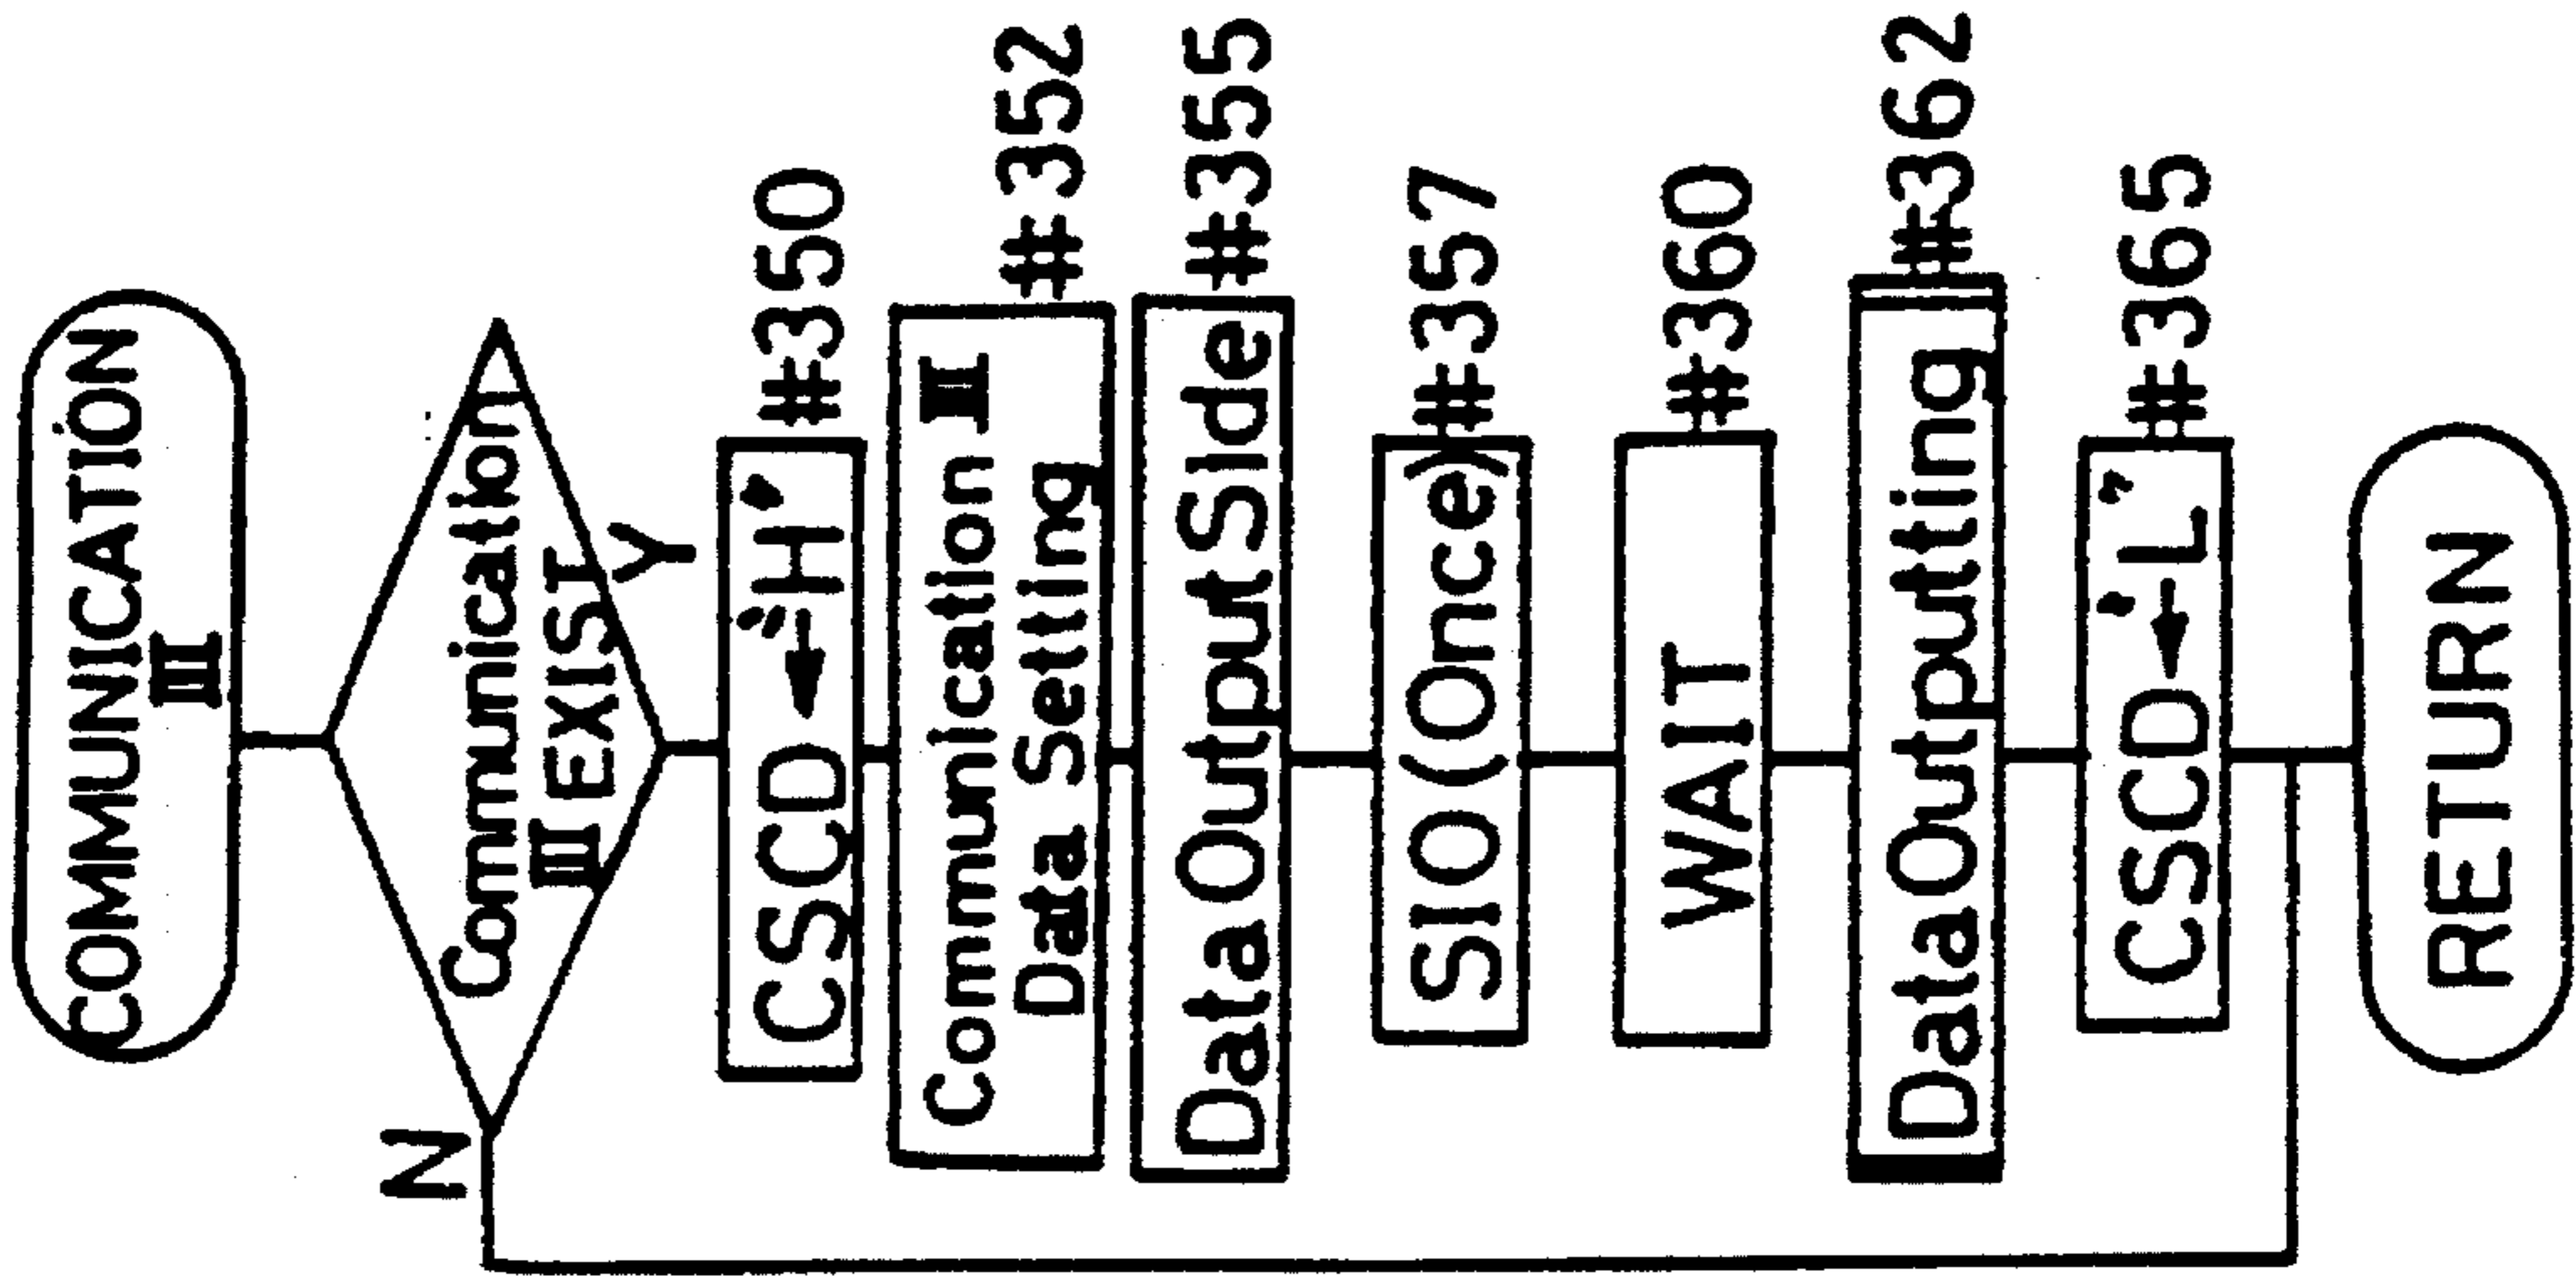 COMMUNICATION
III
Communication
III EXIST
N
Y
CSCD ← "H"
#350
Communication III
Data Setting
#352
Data Output Side
#355
SIO (Once)
#357
WAIT
#360
Data Outputting
#362
CSCD ← "L"
#365
RETURN